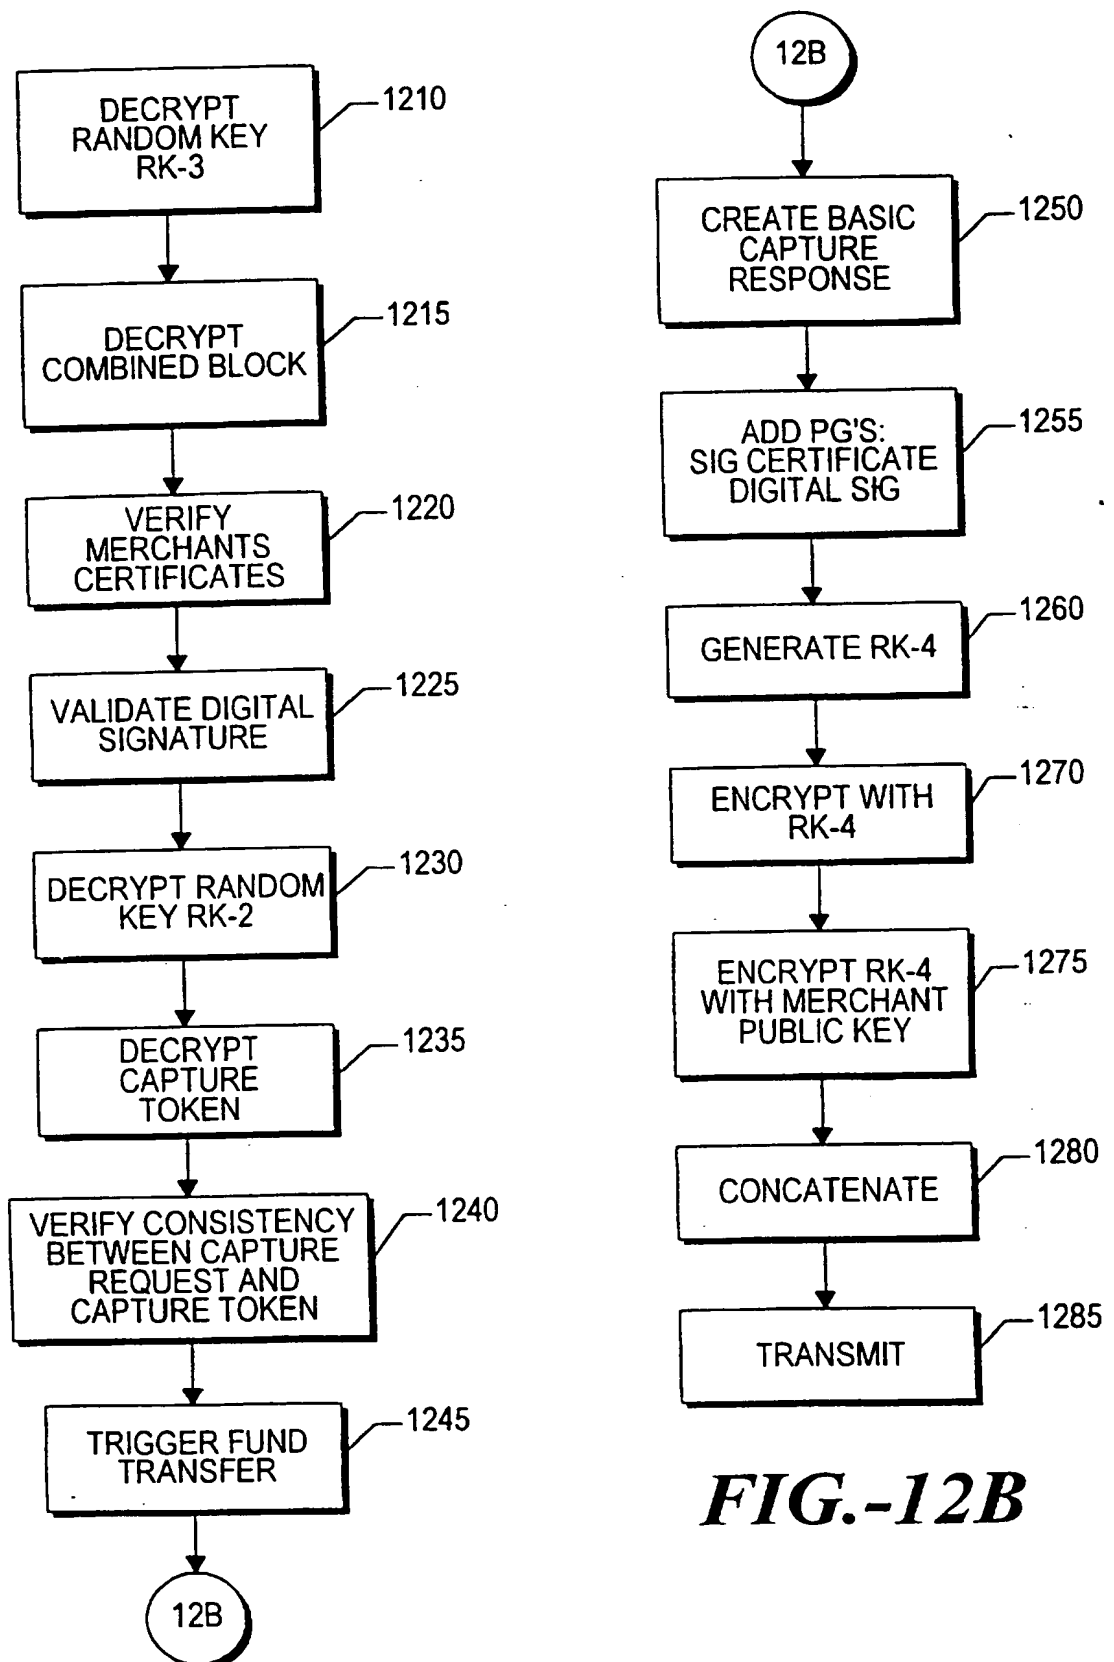 DECRYPT
RANDOM KEY
RK-3
1210
DECRYPT
COMBINED BLOCK
1215
VERIFY
MERCHANTS
CERTIFICATES
1220
VALIDATE DIGITAL
SIGNATURE
1225
DECRYPT RANDOM
KEY RK-2
1230
DECRYPT
CAPTURE
TOKEN
1235
VERIFY CONSISTENCY
BETWEEN CAPTURE
REQUEST AND
CAPTURE TOKEN
1240
TRIGGER FUND
TRANSFER
1245
12B
12B
CREATE BASIC
CAPTURE
RESPONSE
1250
ADD PG'S:
SIG CERTIFICATE
DIGITAL SIG
1255
GENERATE RK-4
1260
ENCRYPT WITH
RK-4
1270
ENCRYPT RK-4
WITH MERCHANT
PUBLIC KEY
1275
CONCATENATE
1280
TRANSMIT
1285
FIG.-12B